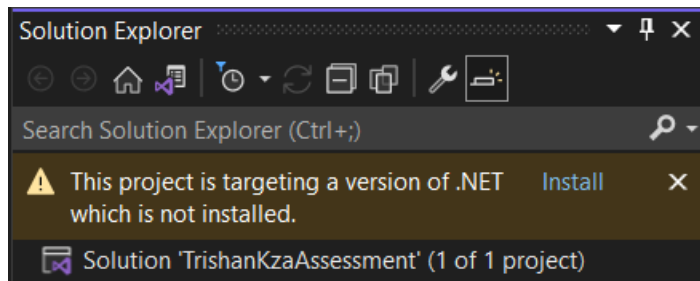 Solution Explorer
Search Solution Explorer (Ctrl+;)
This project is targeting a version of .NET Install
which is not installed.
Solution 'TrishanKzaAssessment' (1 of 1 project)